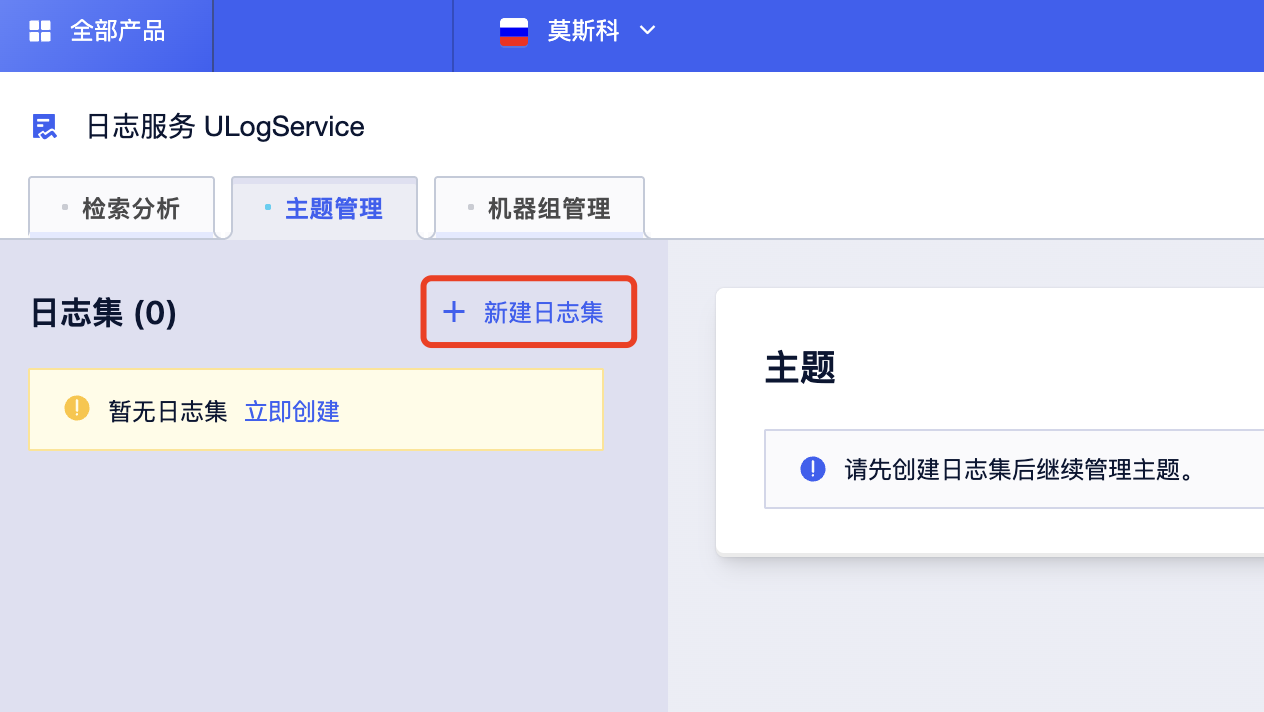 全部产品
莫斯科
日志服务 ULogService
检索分析
主题管理
机器组管理
日志集 (0)
新建日志集
暂无日志集 立即创建
主题
请先创建日志集后继续管理主题。